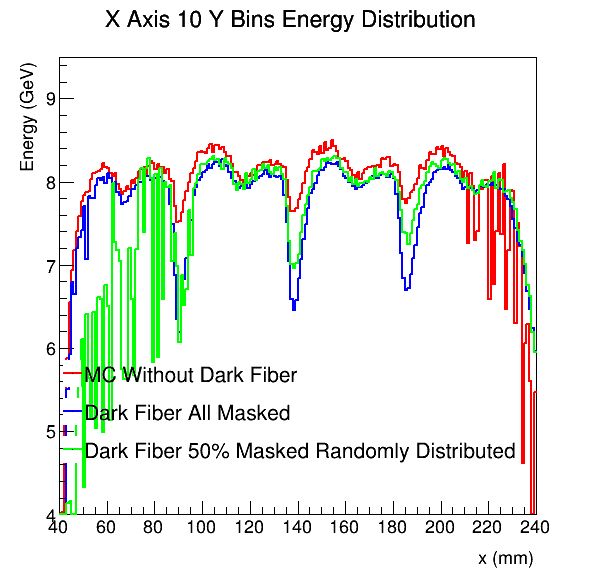 X Axis 10 Y Bins Energy Distribution
Energy (GeV)
9
8
7
6
5
4
MC Without Dark Fiber
Dark Fiber All Masked
Dark Fiber 50% Masked Randomly Distributed
40 60 80 100 120 140 160 180 200 220 240
x (mm)